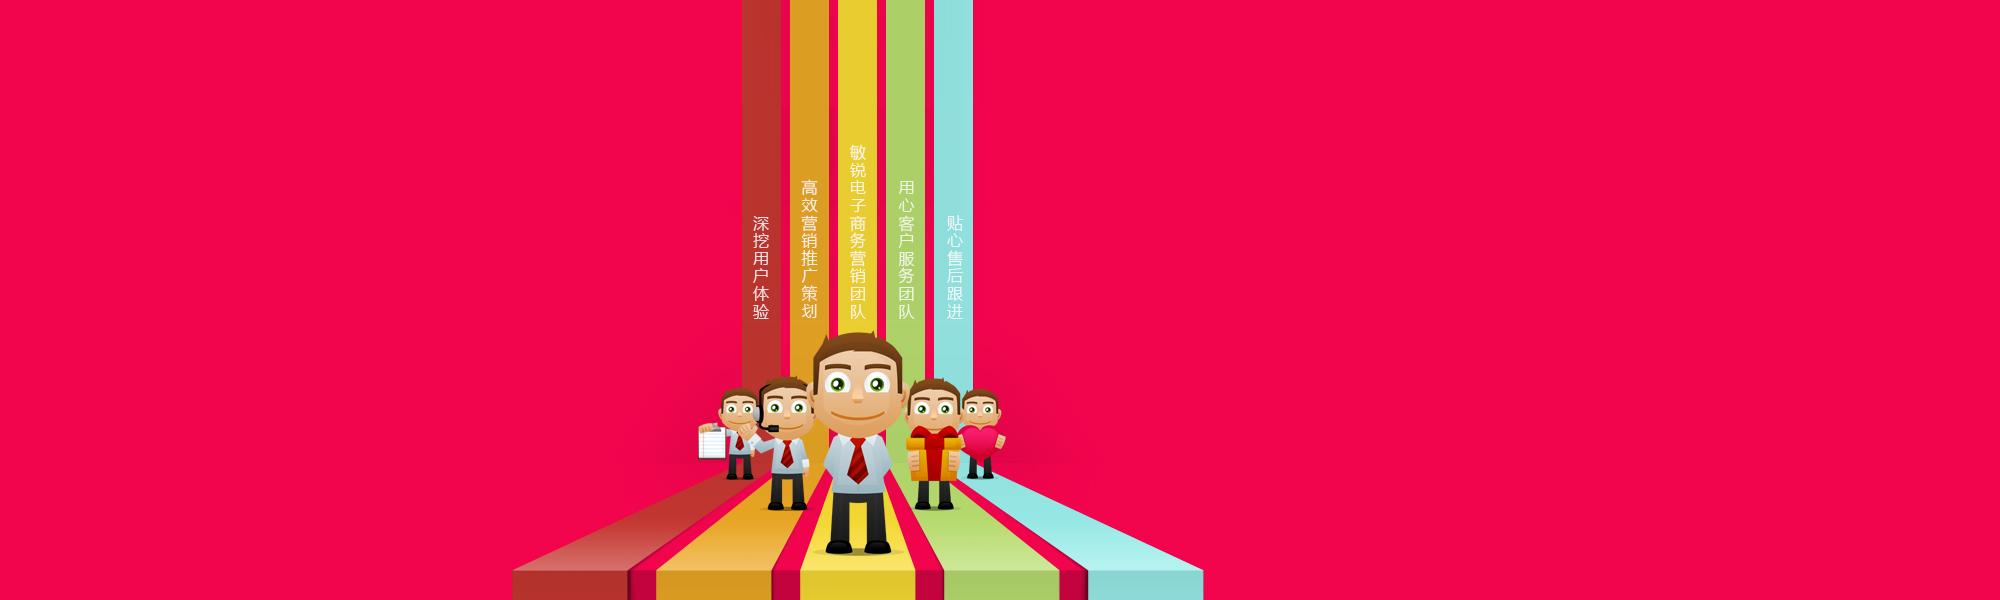 深挖用户体验
高效营销推广策划
敏锐电子商务营销团队
用心客户服务团队
贴心售后跟进